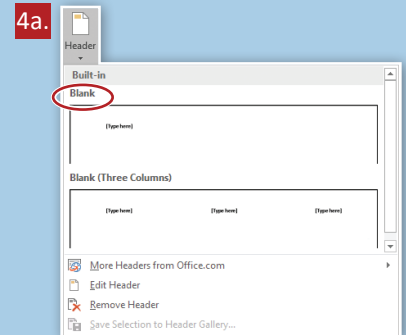 4a.
Header
Built-in
Blank
[Type here]
Blank (Three Columns)
[Type here] [Type here] [Type here]
More Headers from Office.com
Edit Header
Remove Header
Save Selection to Header Gallery...